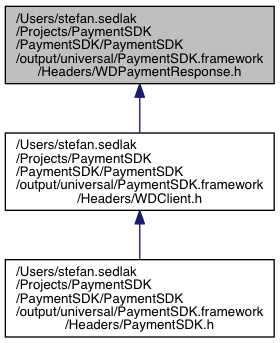 /Users/stefan.sedlak
/Projects/PaymentSDK
/PaymentSDK/PaymentSDK
/output/universal/PaymentSDK.framework
/Headers/WDPaymentResponse.h
/Users/stefan.sedlak
/Projects/PaymentSDK
/PaymentSDK/PaymentSDK
/output/universal/PaymentSDK.framework
/Headers/WDClient.h
/Users/stefan.sedlak
/Projects/PaymentSDK
/PaymentSDK/PaymentSDK
/output/universal/PaymentSDK.framework
/Headers/PaymentSDK.h